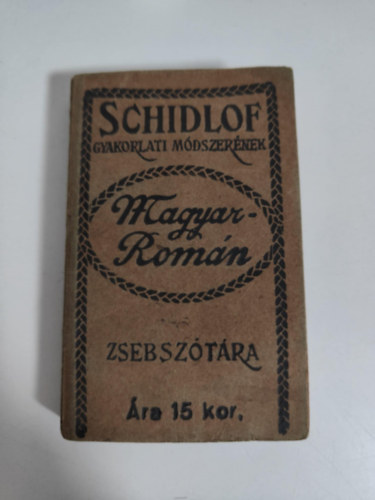 SCHIDLOF
GYAKORLATI MÓDSZERÉNEK
Magyar-
Román
ZSEBSZÓTÁRA
Ára 15 kor.